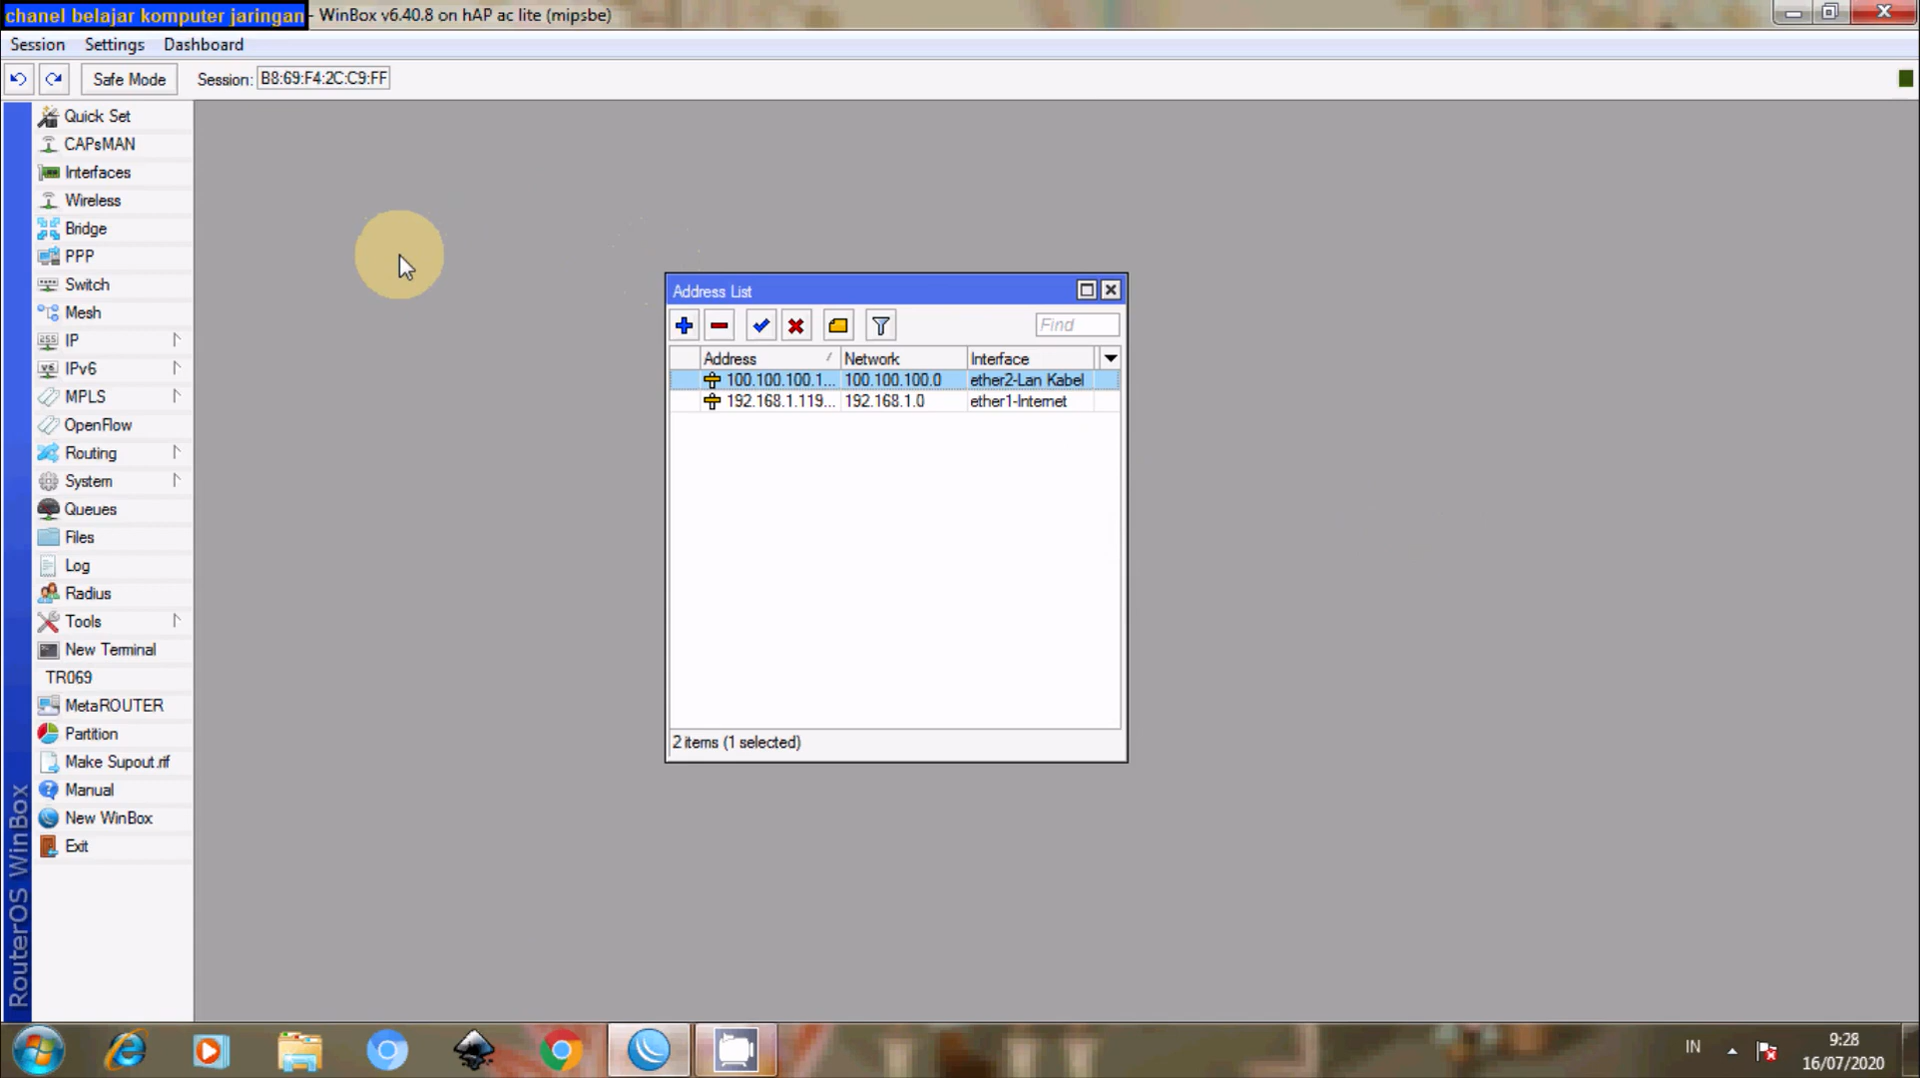 chanel belajar komputer jaringan - WinBox v6.40.8 on hAP ac lite (mipsbe)
Session Settings Dashboard
Safe Mode Session: B8:69:F4:2C:C9:FF
Quick Set
CAPsMAN
Interfaces
Wireless
Bridge
PPP
Switch
Mesh
IP
IPv6
MPLS
OpenFlow
Routing
System
Queues
Files
Log
Radius
Tools
New Terminal
TR069
MetaROUTER
Partition
Make Supout.rif
Manual
New WinBox
Exit
RouterOS WinBox
Address List
Find
Address Network Interface
100.100.100.1... 100.100.100.0 ether2-Lan Kabel
192.168.1.119... 192.168.1.0 ether1-Internet
2 items (1 selected)
IN
9:28
16/07/2020